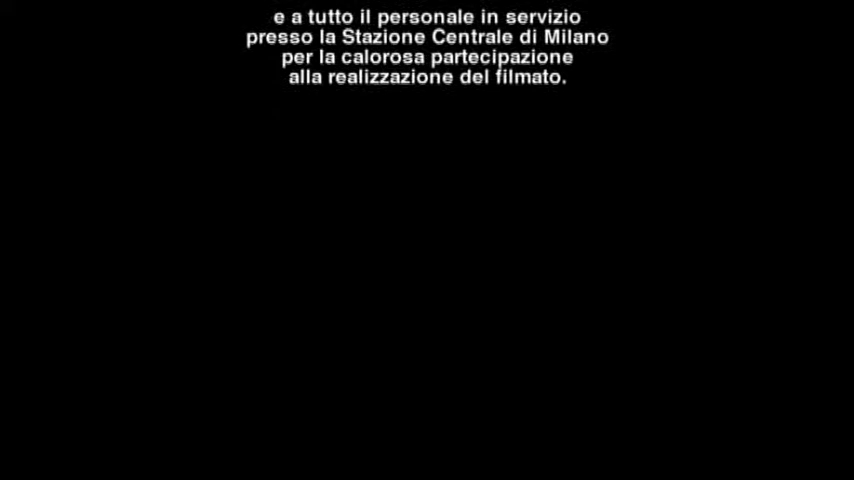 e a tutto il personale in servizio
presso la Stazione Centrale di Milano
per la calorosa partecipazione
alla realizzazione del filmato.